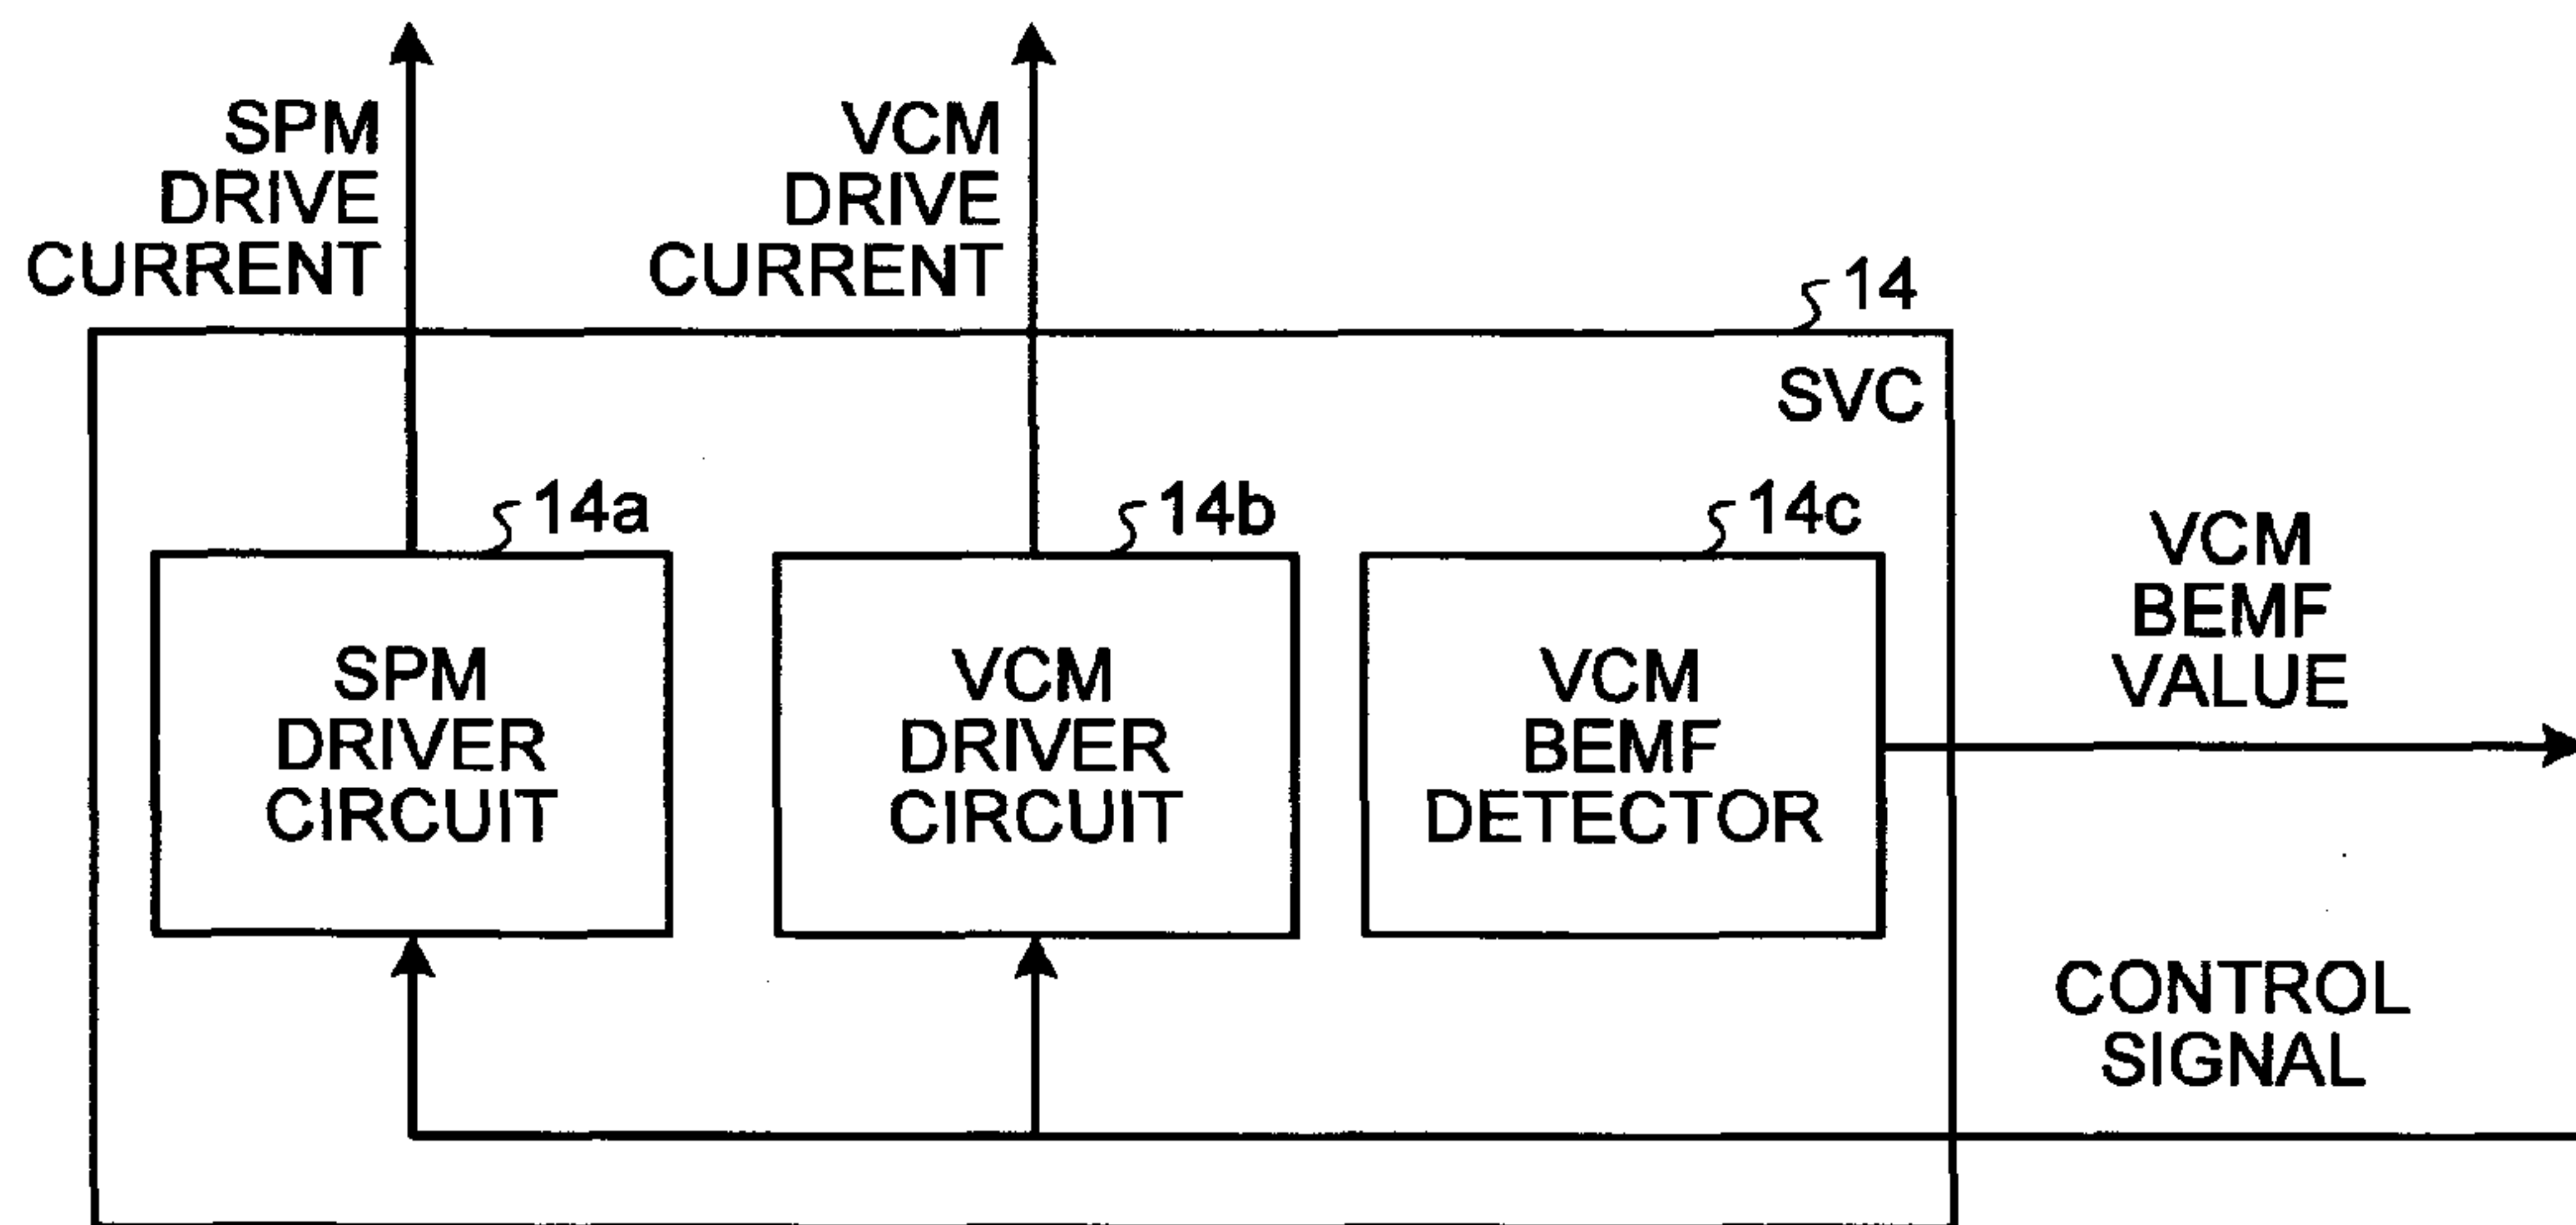 SPM
DRIVE
CURRENT
VCM
DRIVE
CURRENT
14
SVC
14a
14b
14c
SPM
DRIVER
CIRCUIT
VCM
DRIVER
CIRCUIT
VCM
BEMF
DETECTOR
VCM
BEMF
VALUE
CONTROL
SIGNAL